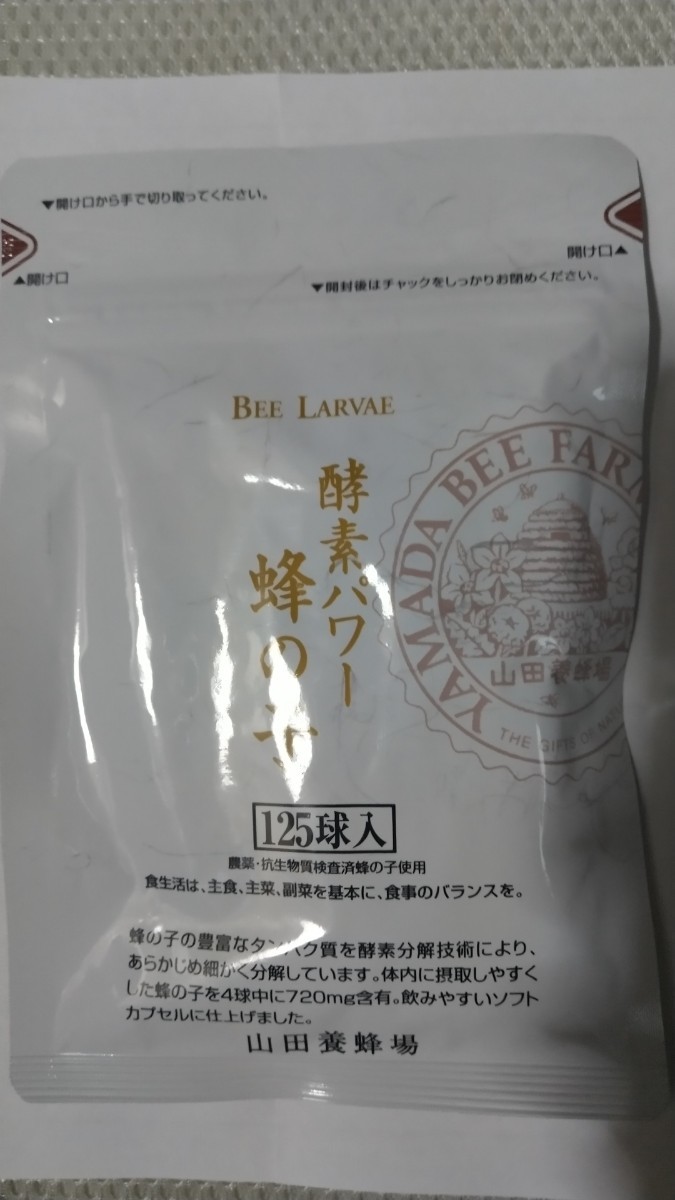 ▼開け口から手で切り取ってください。
開け口▲
▲開け口
▼開封後はチャックをしっかりお閉めください。
BEE LARVAE
酵素パワー
蜂の子
YAMADA BEE FARM
山田養蜂場
THE GIFTS OF NAT
125球入
農薬・抗生物質検査済蜂の子使用
食生活は、主食、主菜、副菜を基本に、食事のバランスを。
蜂の子の豊富なタンパク質を酵素分解技術により、
あらかじめ細かく分解しています。体内に摂取しやすく
した蜂の子を4球中に720mg含有。飲みやすいソフト
カプセルに仕上げました。
山田養蜂場